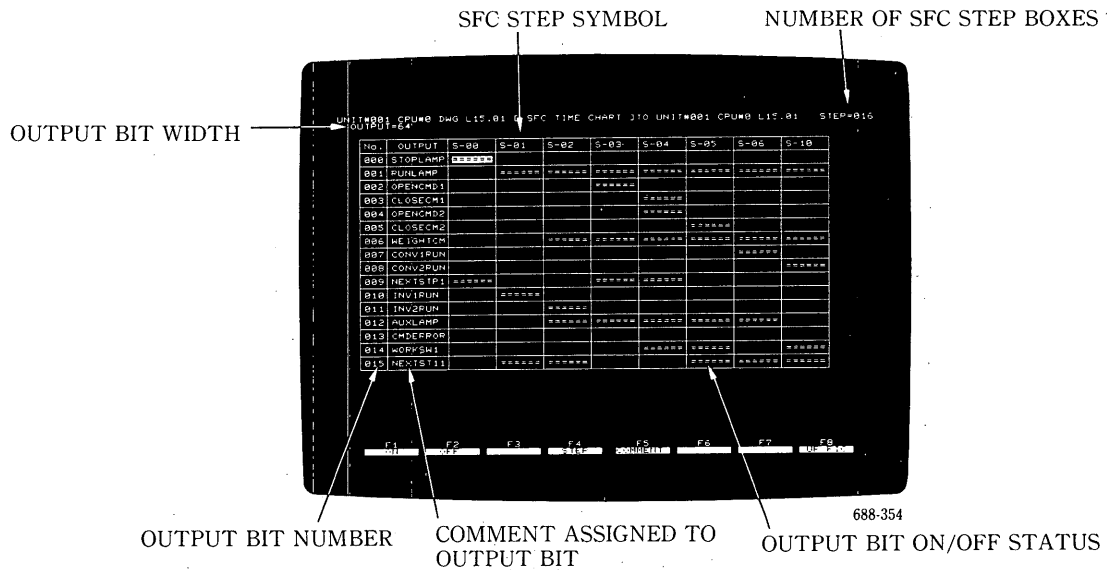 SFC STEP SYMBOL
NUMBER OF SFC STEP BOXES
UNIT#001 CPU#0 DWG L15.01 [ SFC TIME CHART ]TO UNIT#001 CPU#0 L15.01 STEP=016
OUTPUT BIT WIDTH
OUTPUT=64
No. OUTPUT S-00 S-01 S-02 S-03 S-04 S-05 S-06 S-10
000 STOPLAMP ======
001 RUNLAMP ====== ====== ====== ====== ====== ====== ======
002 OPENCMD1 ======
003 CLOSECM1 ======
004 OPENCMD2 ======
005 CLOSECM2 ======
006 WEIGHTCM ====== ====== ====== ====== ====== ======
007 CONV1RUN ======
008 CONV2RUN ======
009 NEXTSTP1 ====== ====== ======
010 INV1RUN ======
011 INV2RUN ======
012 AUXLAMP ====== ====== ====== ====== ======
013 CMDERROR
014 WORKSW1 ====== ====== ======
015 NEXTST11 ====== ====== ====== ====== ======
F1 F2 F3 F4 F5 F6 F7 F8
ON OFF STEP COMMENT
688-354
OUTPUT BIT NUMBER
COMMENT ASSIGNED TO
OUTPUT BIT
OUTPUT BIT ON/OFF STATUS